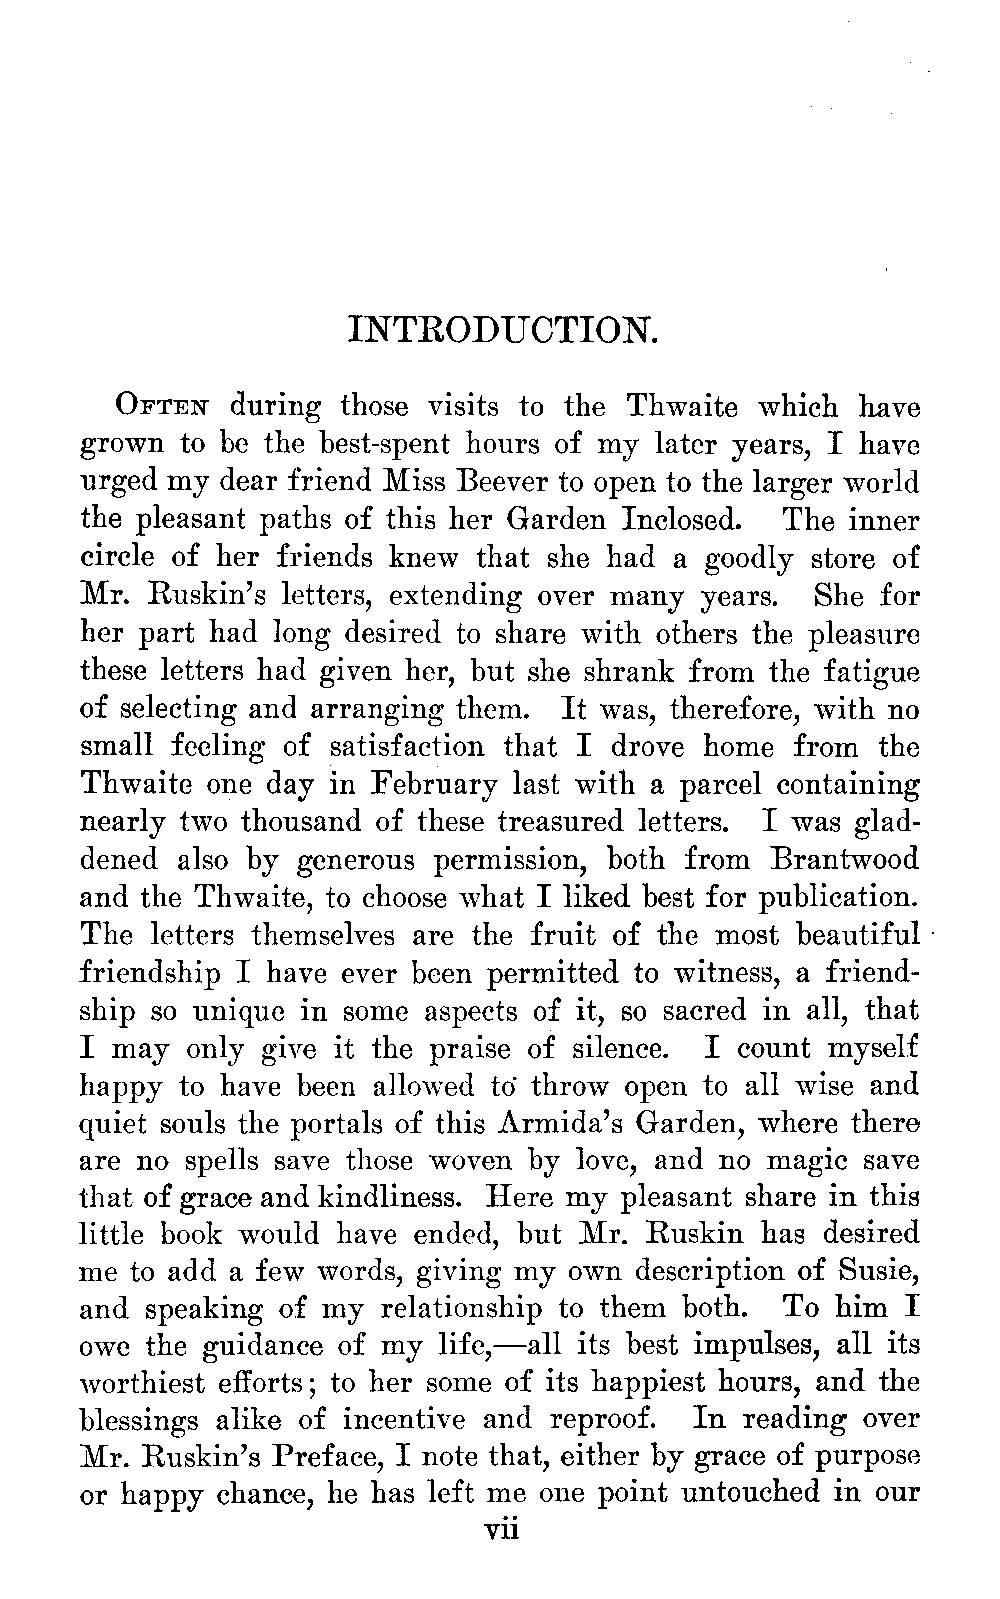 INTRODUCTION.
OFTEN during those visits to the Thwaite which have
grown to be the best-spent hours of my later years, I have
urged my dear friend Miss Beever to open to the larger world
the pleasant paths of this her Garden Inclosed. The inner
circle of her friends knew that she had a goodly store of
Mr. Ruskin's letters, extending over many years. She for
her part had long desired to share with others the pleasure
these letters had given her, but she shrank from the fatigue
of selecting and arranging them. It was, therefore, with no
small feeling of satisfaction that I drove home from the
Thwaite one day in February last with a parcel containing
nearly two thousand of these treasured letters. I was glad-
dened also by generous permission, both from Brantwood
and the Thwaite, to choose what I liked best for publication.
The letters themselves are the fruit of the most beautiful
friendship I have ever been permitted to witness, a friend-
ship so unique in some aspects of it, so sacred in all, that
I may only give it the praise of silence. I count myself
happy to have been allowed to throw open to all wise and
quiet souls the portals of this Armida's Garden, where there
are no spells save those woven by love, and no magic save
that of grace and kindliness. Here my pleasant share in this
little book would have ended, but Mr. Ruskin has desired
me to add a few words, giving my own description of Susie,
and speaking of my relationship to them both. To him I
owe the guidance of my life,—all its best impulses, all its
worthiest efforts; to her some of its happiest hours, and the
blessings alike of incentive and reproof. In reading over
Mr. Ruskin's Preface, I note that, either by grace of purpose
or happy chance, he has left me one point untouched in our
vii